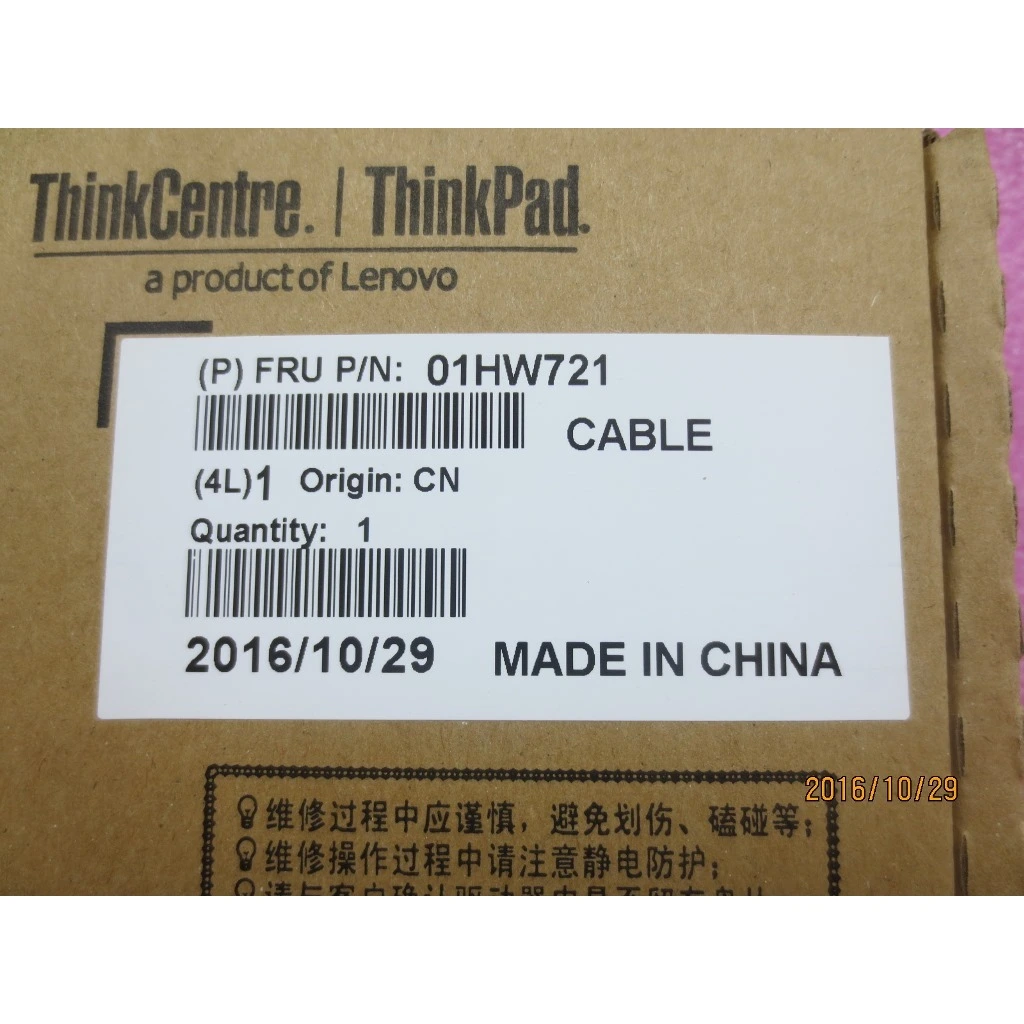 ThinkCentre. | ThinkPad.
a product of Lenovo
(P) FRU P/N: 01HW721
CABLE
(4L)1 Origin: CN
Quantity: 1
2016/10/29 MADE IN CHINA
2016/10/29
维修过程中应谨慎，避免划伤、磕碰等；
维修操作过程中请注意静电防护；